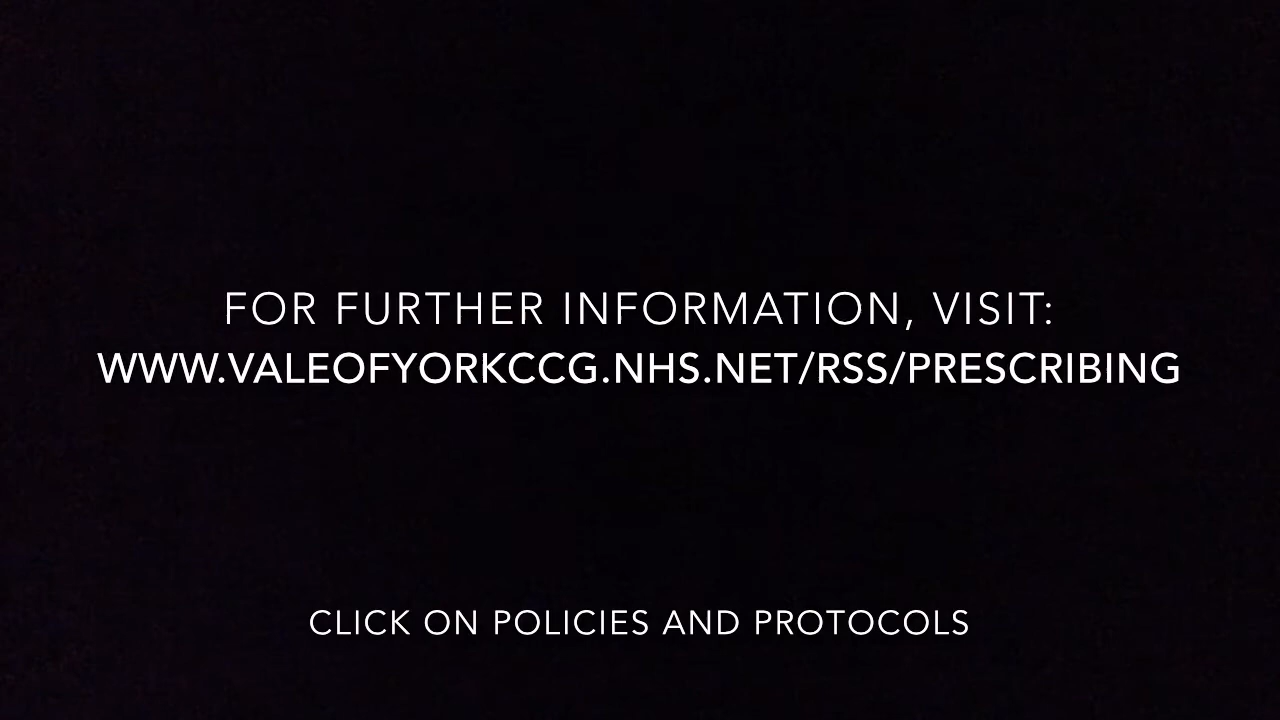 FOR FURTHER INFORMATION, VISIT:
WWW.VALEOFYORKCCG.NHS.NET/RSS/PRESCRIBING
CLICK ON POLICIES AND PROTOCOLS